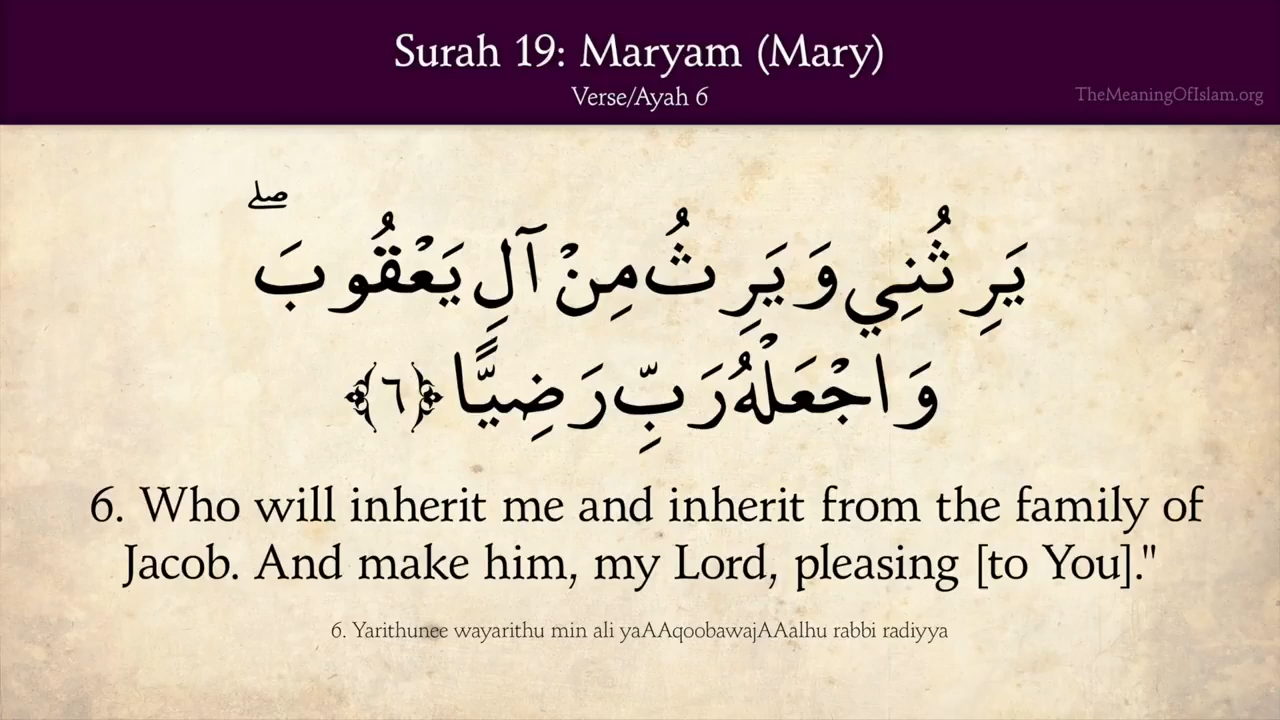 Surah 19: Maryam (Mary)
Verse/Ayah 6
TheMeaningOfIslam.org
يَرِثُنِي وَيَرِثُ مِنْ آلِ يَعْقُوبَ ۖ
وَاجْعَلْهُ رَبِّ رَضِيًّا ﴿٦﴾
6. Who will inherit me and inherit from the family of
Jacob. And make him, my Lord, pleasing [to You]."
6. Yarithunee wayarithu min ali yaAAqoobawajAAalhu rabbi radiyya